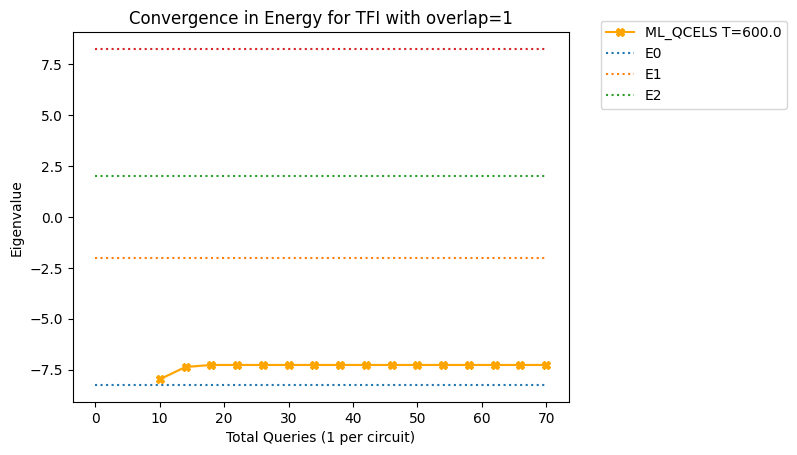 Convergence in Energy for TFI with overlap=1
ML_QCELS T=600.0
E0
E1
E2
Eigenvalue
7.5
5.0
2.5
0.0
−2.5
−5.0
−7.5
0 10 20 30 40 50 60 70
Total Queries (1 per circuit)